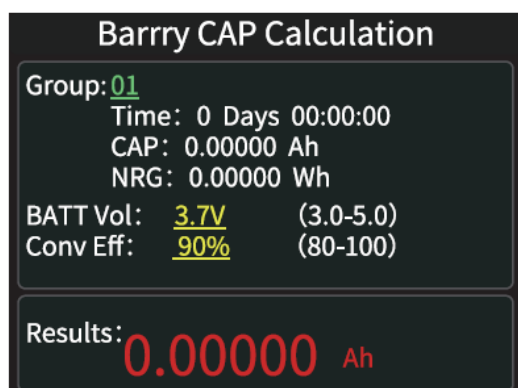 Barrry CAP Calculation
Group: 01
Time： 0 Days 00:00:00
CAP： 0.00000 Ah
NRG： 0.00000 Wh
BATT Vol： 3.7V (3.0-5.0)
Conv Eff： 90% (80-100)
Results：0.00000 Ah